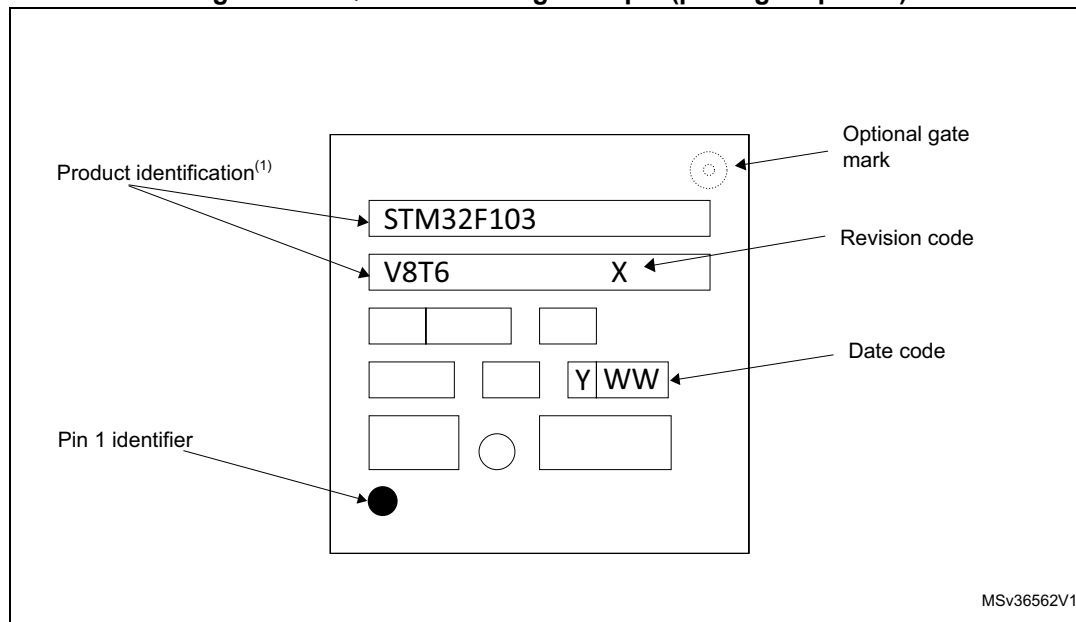 Optional gate
mark
Product identification(1)
STM32F103
Revision code
V8T6 X
Date code
Y WW
Pin 1 identifier
MSv36562V1